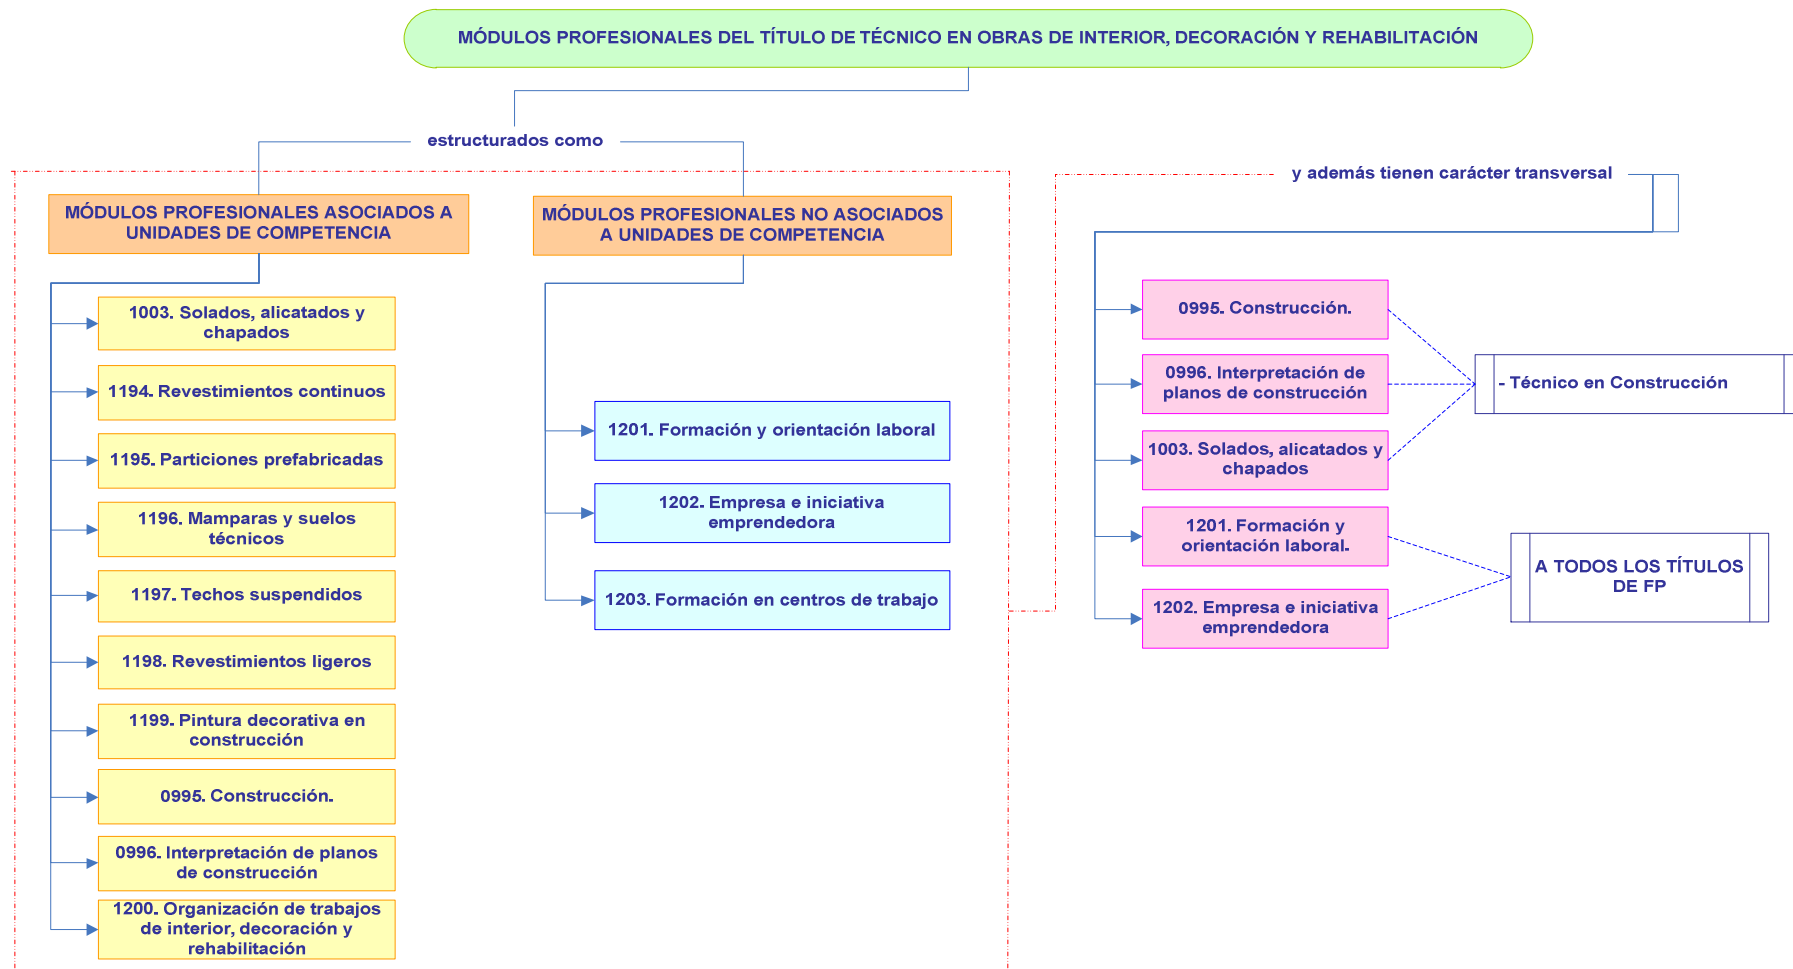 MÓDULOS PROFESIONALES DEL TÍTULO DE TÉCNICO EN OBRAS DE INTERIOR, DECORACIÓN Y REHABILITACIÓN
estructurados como
MÓDULOS PROFESIONALES ASOCIADOS A
UNIDADES DE COMPETENCIA
1003. Solados, alicatados y
chapados
1194. Revestimientos continuos
1195. Particiones prefabricadas
1196. Mamparas y suelos
técnicos
1197. Techos suspendidos
1198. Revestimientos ligeros
1199. Pintura decorativa en
construcción
0995. Construcción.
0996. Interpretación de planos
de construcción
1200. Organización de trabajos
de interior, decoración y
rehabilitación
MÓDULOS PROFESIONALES NO ASOCIADOS
A UNIDADES DE COMPETENCIA
1201. Formación y orientación laboral
1202. Empresa e iniciativa
emprendedora
1203. Formación en centros de trabajo
y además tienen carácter transversal
0995. Construcción.
0996. Interpretación de
planos de construcción
1003. Solados, alicatados y
chapados
1201. Formación y
orientación laboral.
1202. Empresa e iniciativa
emprendedora
- Técnico en Construcción
A TODOS LOS TÍTULOS
DE FP